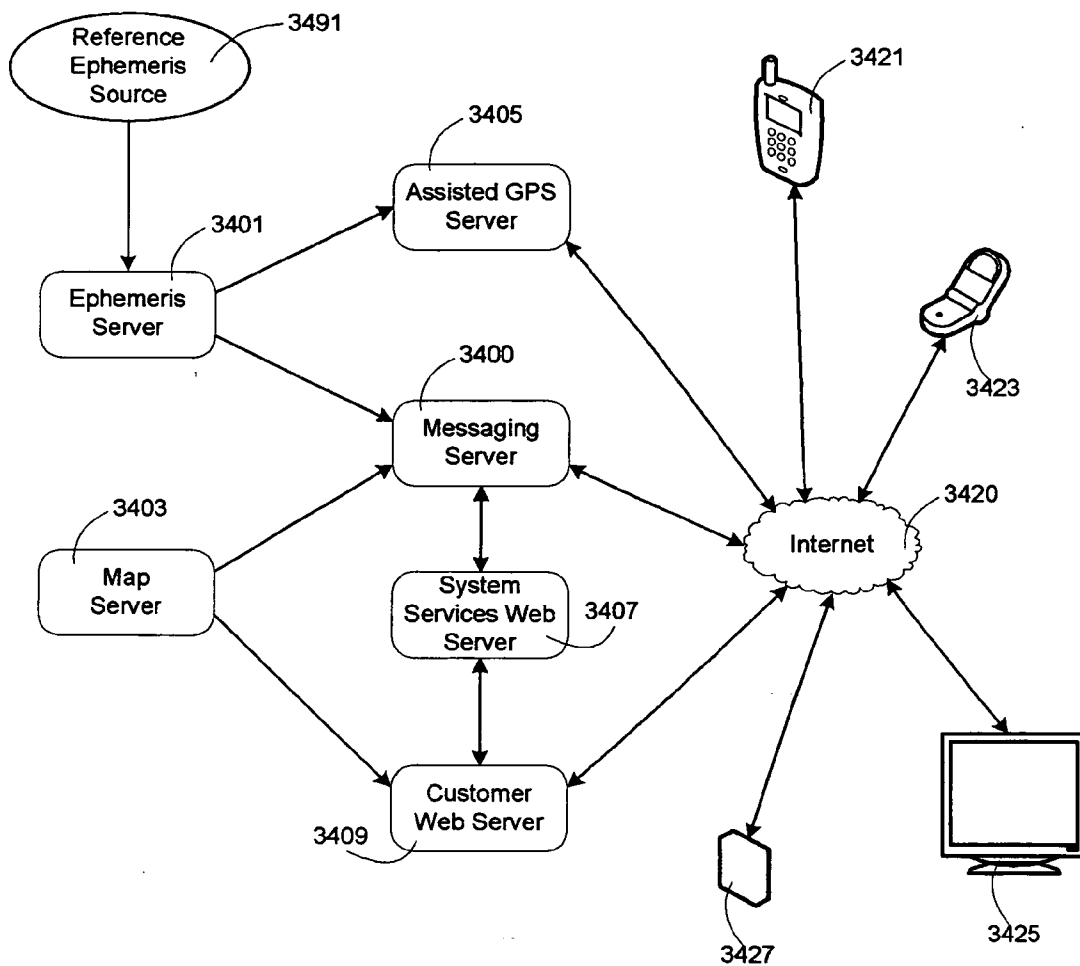 Reference
Ephemeris
Source
3491
3421
3405
Assisted GPS
Server
3401
Ephemeris
Server
3423
3400
Messaging
Server
3420
Internet
3403
Map
Server
System
Services Web
Server
3407
Customer
Web Server
3409
3427
3425